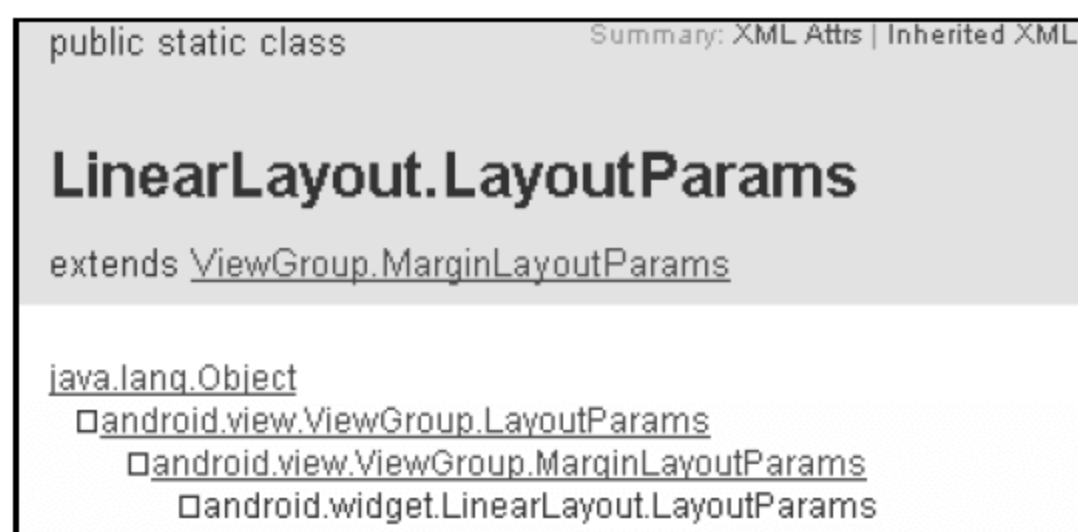 public static class Summary: XML Attrs | Inherited XML
LinearLayout.LayoutParams
extends ViewGroup.MarginLayoutParams
java.lang.Object
□android.view.ViewGroup.LayoutParams
□android.view.ViewGroup.MarginLayoutParams
□android.widget.LinearLayout.LayoutParams